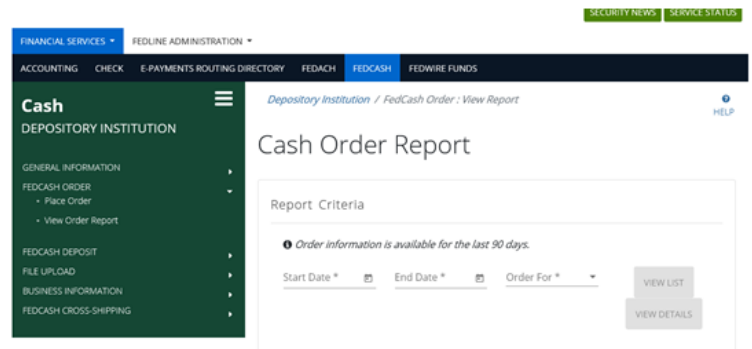 SECURITY NEWS SERVICE STATUS
FINANCIAL SERVICES FEDLINE ADMINISTRATION
ACCOUNTING CHECK E-PAYMENTS ROUTING DIRECTORY FEDACH FEDCASH FEDWIRE FUNDS
Cash
DEPOSITORY INSTITUTION
GENERAL INFORMATION
FEDCASH ORDER
• Place Order
• View Order Report
FEDCASH DEPOSIT
FILE UPLOAD
BUSINESS INFORMATION
FEDCASH CROSS-SHIPPING
Depository Institution / FedCash Order : View Report
HELP
Cash Order Report
Report Criteria
Order information is available for the last 90 days.
Start Date * End Date * Order For * VIEW LIST
VIEW DETAILS